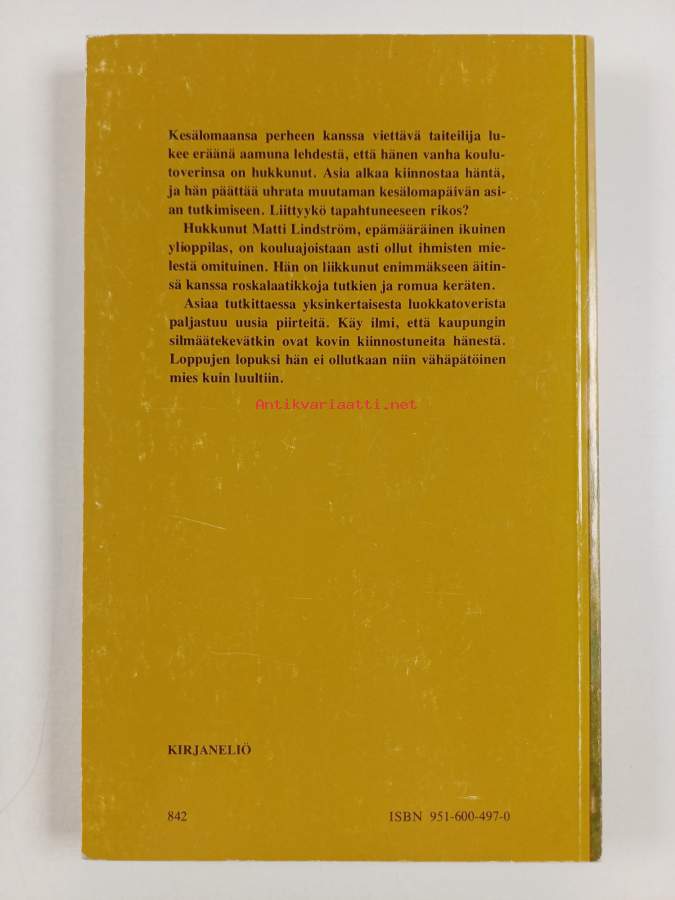 Kesälomaansa perheen kanssa viettävä taiteilija lu-
kee eräänä aamuna lehdestä, että hänen vanha koulu-
toverinsa on hukkunut. Asia alkaa kiinnostaa häntä,
ja hän päättää uhrata muutaman kesälomapäivän asi-
an tutkimiseen. Liittyykö tapahtuneeseen rikos?
Hukkunut Matti Lindström, epämääräinen ikuinen
ylioppilas, on kouluajoistaan asti ollut ihmisten mie-
lestä omituinen. Hän on liikkunut enimmäkseen äitin-
sä kanssa roskalaatikkoja tutkien ja romua keräten.
Asiaa tutkittaessa yksinkertaisesta luokkatoverista
paljastuu uusia piirteitä. Käy ilmi, että kaupungin
silmäätekevätkin ovat kovin kiinnostuneita hänestä.
Loppujen lopuksi hän ei ollutkaan niin vähäpätöinen
mies kuin luultiin.
Antikvariaatti.net
KIRJANELIÖ
842 ISBN 951-600-497-0